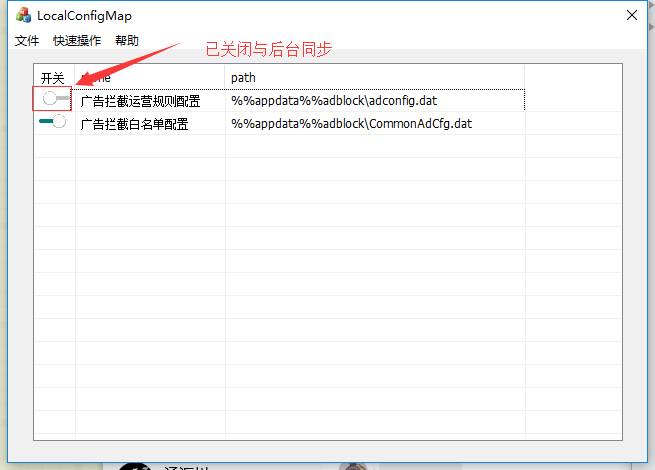 LocalConfigMap
文件 快速操作 帮助
已关闭与后台同步
开关 path
广告拦截运营规则配置 %%appdata%%adblock\adconfig.dat
广告拦截白名单配置 %%appdata%%adblock\CommonAdCfg.dat